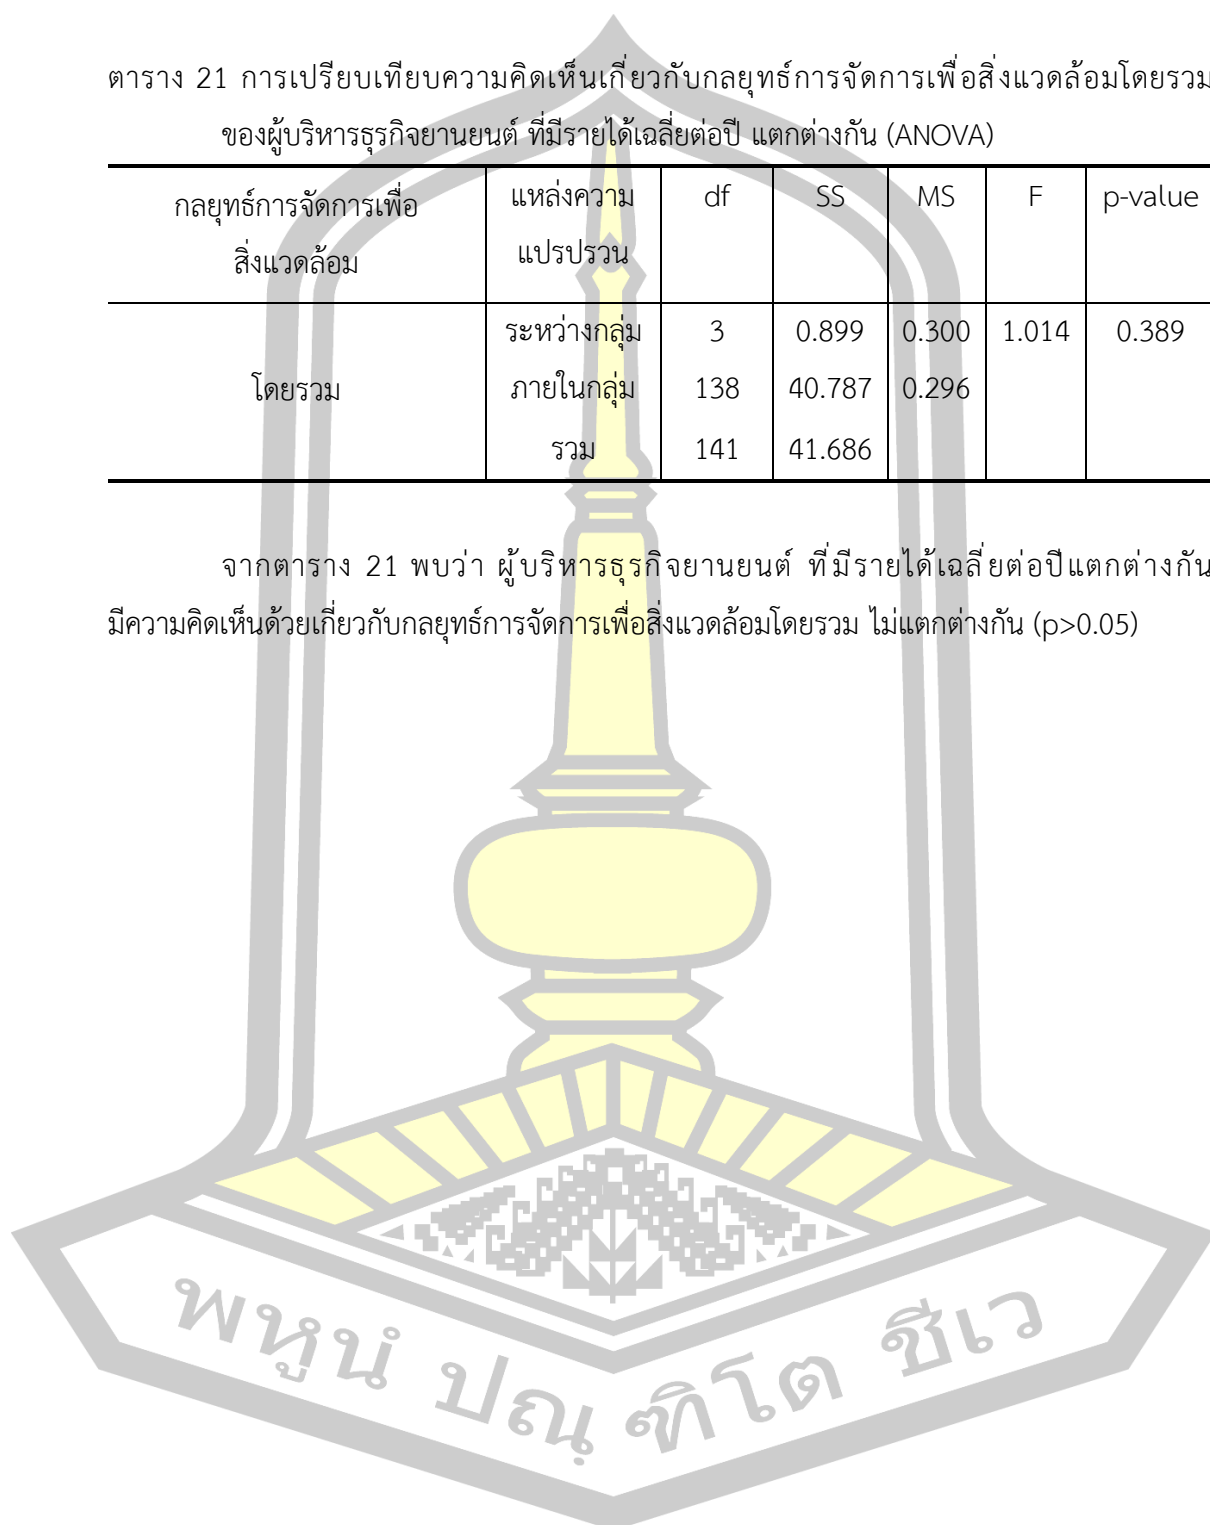 ตาราง 21 การเปรียบเทียบความคิดเห็นเกี่ยวกับกลยุทธ์การจัดการเพื่อสิ่งแวดล้อมโดยรวม
ของผู้บริหารธุรกิจยานยนต์ ที่มีรายได้เฉลี่ยต่อปี แตกต่างกัน (ANOVA)
กลยุทธ์การจัดการเพื่อ แหล่งความ df SS MS F p-value
สิ่งแวดล้อม แปรปรวน
ระหว่างกลุ่ม 3 0.899 0.300 1.014 0.389
โดยรวม ภายในกลุ่ม 138 40.787 0.296
รวม 141 41.686
จากตาราง 21 พบว่า ผู้บริหารธุรกิจยานยนต์ ที่มีรายได้เฉลี่ยต่อปีแตกต่างกัน
มีความคิดเห็นด้วยเกี่ยวกับกลยุทธ์การจัดการเพื่อสิ่งแวดล้อมโดยรวม ไม่แตกต่างกัน (p>0.05)
พหูนํ ปณฺฑิโต ชีเว